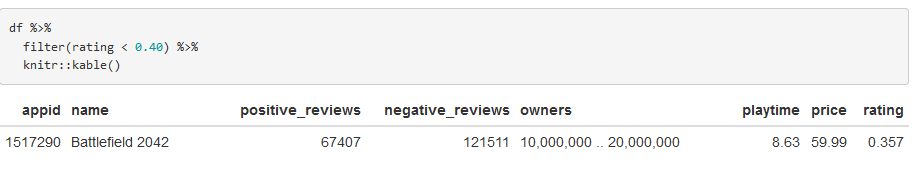 df %>%
filter(rating < 0.40) %>%
knitr::kable()
appid name positive_reviews negative_reviews owners playtime price rating
1517290 Battlefield 2042 67407 121511 10,000,000 .. 20,000,000 8.63 59.99 0.357